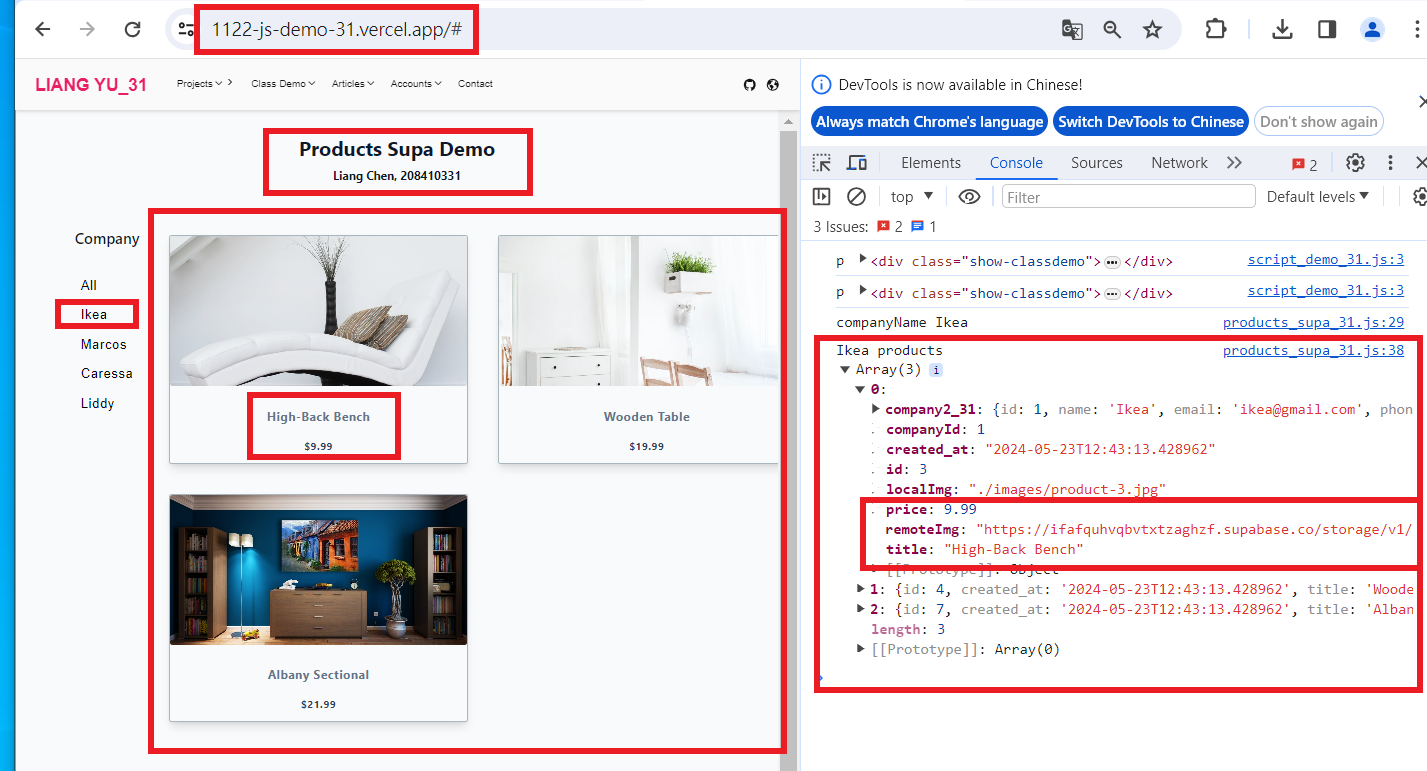 1122-js-demo-31.vercel.app/#
LIANG YU_31 Projects Class Demo Articles Accounts Contact
Products Supa Demo
Liang Chen, 208410331
Company
All
Ikea
Marcos
Caressa
Liddy
High-Back Bench
$9.99
Wooden Table
$19.99
Albany Sectional
$21.99
DevTools is now available in Chinese!
Always match Chrome's language Switch DevTools to Chinese Don't show again
Elements Console Sources Network 2
top Filter Default levels
3 Issues: 2 1
p <div class="show-classdemo"> </div> script_demo_31.js:3
p <div class="show-classdemo"> </div> script_demo_31.js:3
companyName Ikea products_supa_31.js:29
Ikea products products_supa_31.js:38
Array(3) i
0:
company2_31: {id: 1, name: 'Ikea', email: 'ikea@gmail.com', phon
companyId: 1
created_at: "2024-05-23T12:43:13.428962"
id: 3
localImg: "./images/product-3.jpg"
price: 9.99
remoteImg: "https://ifafquhvqbvtxtzaghzf.supabase.co/storage/v1/
title: "High-Back Bench"
[[Prototype]]: Object
1: {id: 4, created_at: '2024-05-23T12:43:13.428962', title: 'Woode
2: {id: 7, created_at: '2024-05-23T12:43:13.428962', title: 'Alban
length: 3
[[Prototype]]: Array(0)